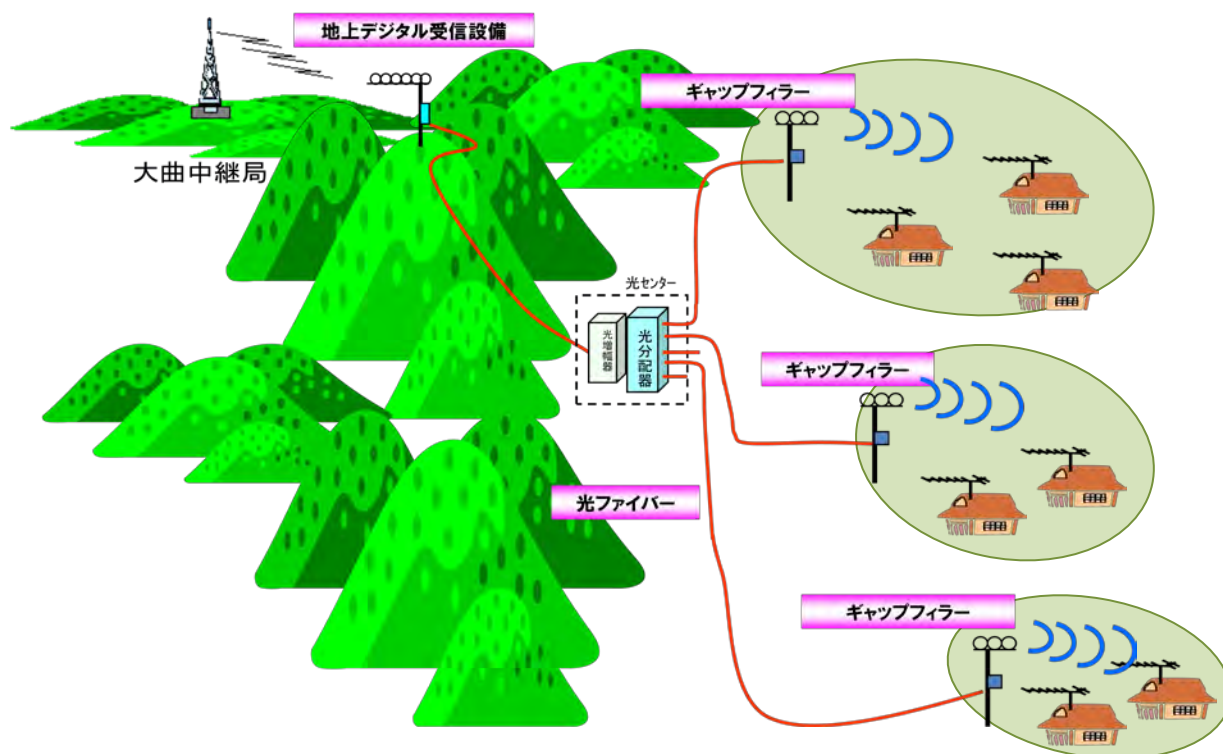 地上デジタル受信設備
ギャップフィラー
大曲中継局
光センター
光増幅器
光分配器
ギャップフィラー
光ファイバー
ギャップフィラー